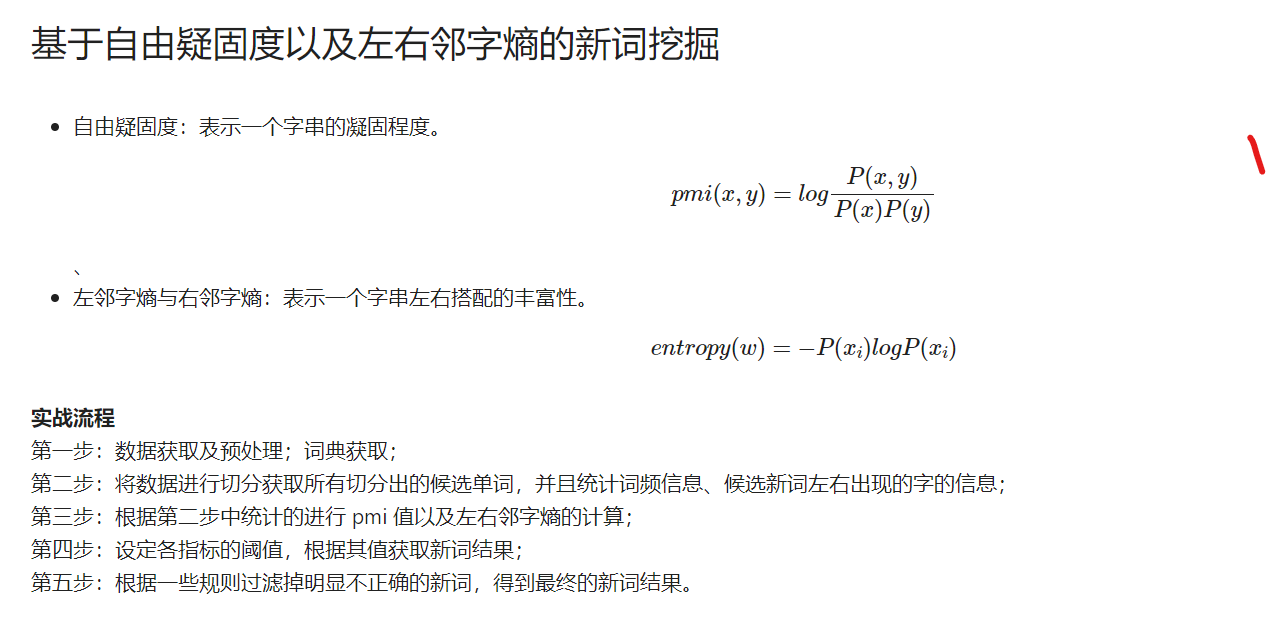 基于自由疑固度以及左右邻字熵的新词挖掘
自由疑固度：表示一个字串的凝固程度。
pmi(x, y) = log P(x, y) / P(x)P(y)
、
左邻字熵与右邻字熵：表示一个字串左右搭配的丰富性。
entropy(w) = −P(xᵢ)logP(xᵢ)
实战流程
第一步：数据获取及预处理；词典获取；
第二步：将数据进行切分获取所有切分出的候选单词，并且统计词频信息、候选新词左右出现的字的信息；
第三步：根据第二步中统计的进行 pmi 值以及左右邻字熵的计算；
第四步：设定各指标的阈值，根据其值获取新词结果；
第五步：根据一些规则过滤掉明显不正确的新词，得到最终的新词结果。